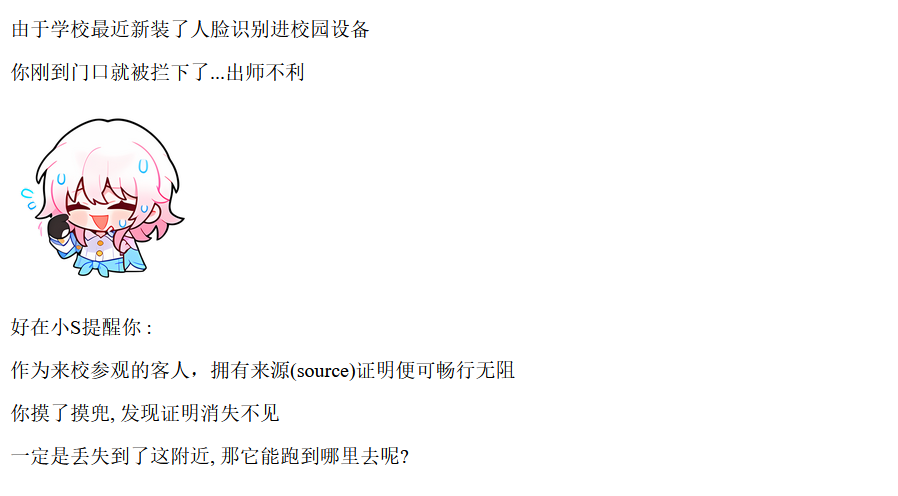 由于学校最近新装了人脸识别进校园设备
你刚到门口就被拦下了...出师不利
好在小S提醒你 :
作为来校参观的客人，拥有来源(source)证明便可畅行无阻
你摸了摸兜, 发现证明消失不见
一定是丢失到了这附近, 那它能跑到哪里去呢?